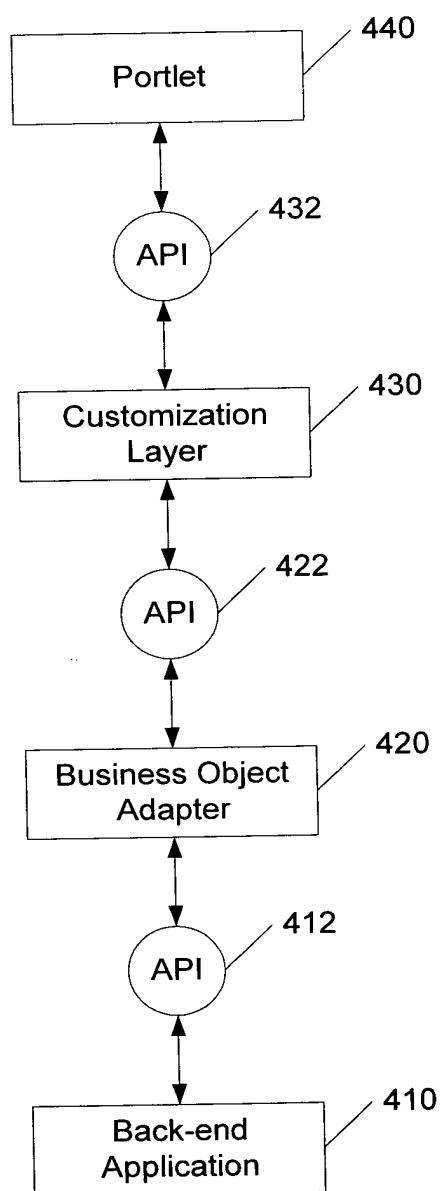 440
Portlet
432
API
430
Customization
Layer
422
API
420
Business Object
Adapter
412
API
410
Back-end
Application